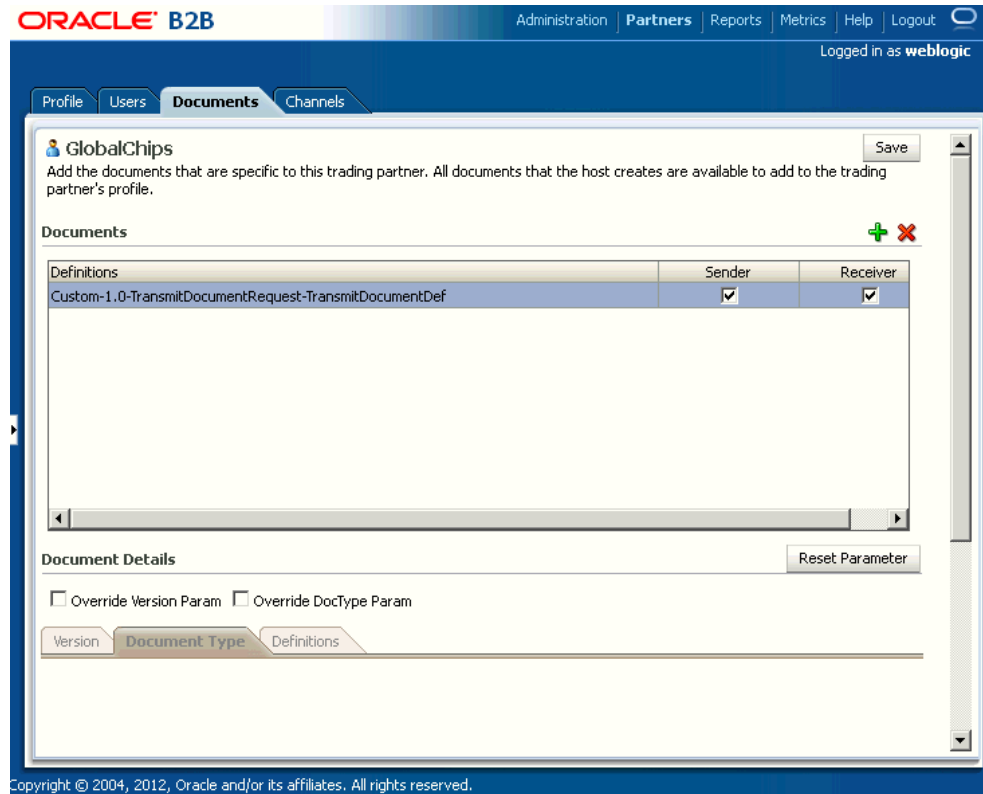 ORACLE B2B
Administration | Partners | Reports | Metrics | Help | Logout
Logged in as weblogic
Profile Users Documents Channels
GlobalChips Save
Add the documents that are specific to this trading partner. All documents that the host creates are available to add to the trading
partner's profile.
Documents
Definitions Sender Receiver
Custom-1.0-TransmitDocumentRequest-TransmitDocumentDef
Document Details Reset Parameter
Override Version Param Override DocType Param
Version Document Type Definitions
Copyright © 2004, 2012, Oracle and/or its affiliates. All rights reserved.